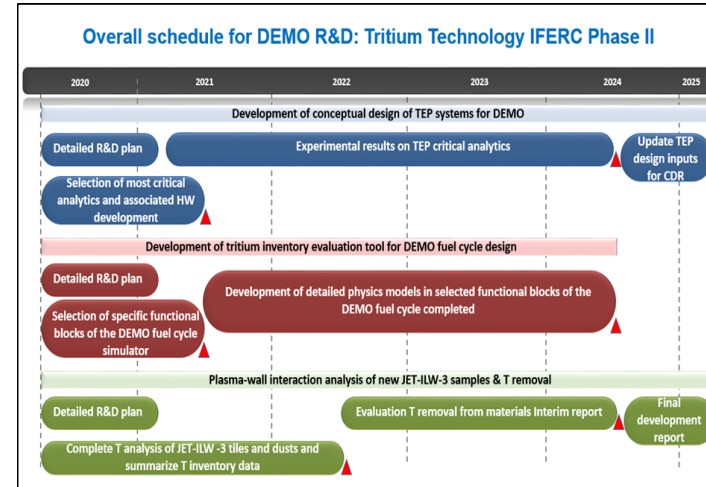 Overall schedule for DEMO R&D: Tritium Technology IFERC Phase II
2020 2021 2022 2023 2024 2025
Development of conceptual design of TEP systems for DEMO
Detailed R&D plan
Experimental results on TEP critical analytics
Update TEP
design inputs
for CDR
Selection of most critical
analytics and associated HW
development
Development of tritium inventory evaluation tool for DEMO fuel cycle design
Detailed R&D plan
Development of detailed physics models in selected functional blocks of the
DEMO fuel cycle completed
Selection of specific functional
blocks of the DEMO fuel cycle
simulator
Plasma-wall interaction analysis of new JET-ILW-3 samples & T removal
Detailed R&D plan
Evaluation T removal from materials Interim report
Final
development
report
Complete T analysis of JET-ILW -3 tiles and dusts and
summarize T inventory data